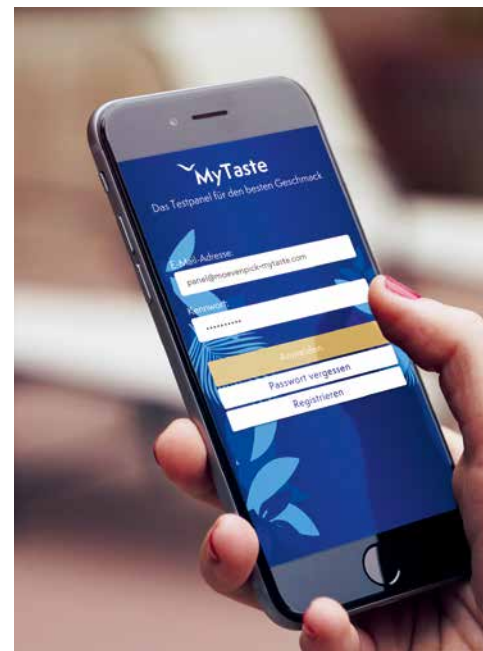 MyTaste
Das Testpanel für den besten Geschmack
E-Mail-Adresse:
panel@moevenpick-mytaste.com
Kennwort:
••••••••••
Anmelden
Passwort vergessen
Registrieren